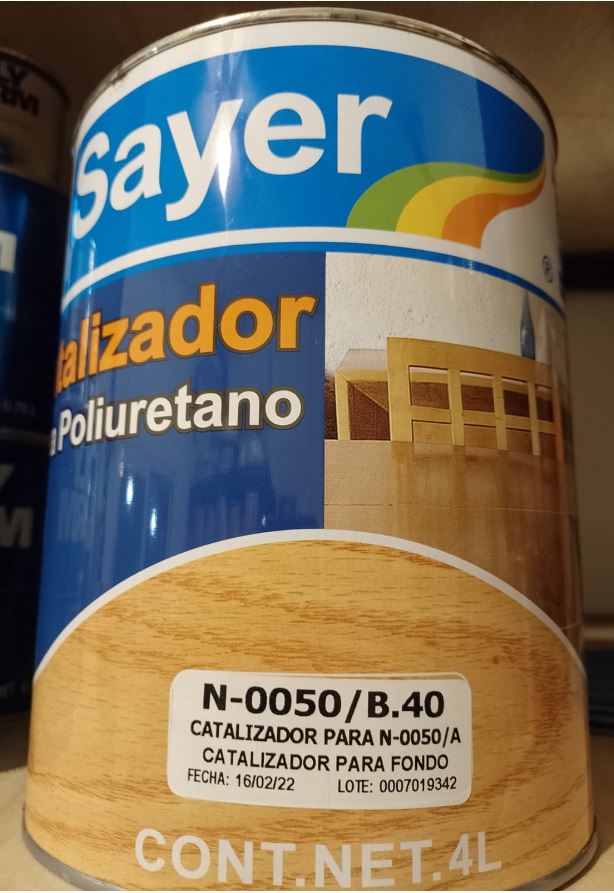 Sayer
®
talizador
a Poliuretano
N-0050/B.40
CATALIZADOR PARA N-0050/A
CATALIZADOR PARA FONDO
FECHA: 16/02/22 LOTE: 0007019342
CONT.NET.4L